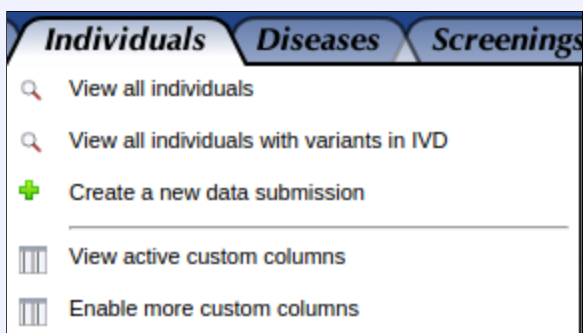 Individuals Diseases Screenings
View all individuals
View all individuals with variants in IVD
Create a new data submission
View active custom columns
Enable more custom columns